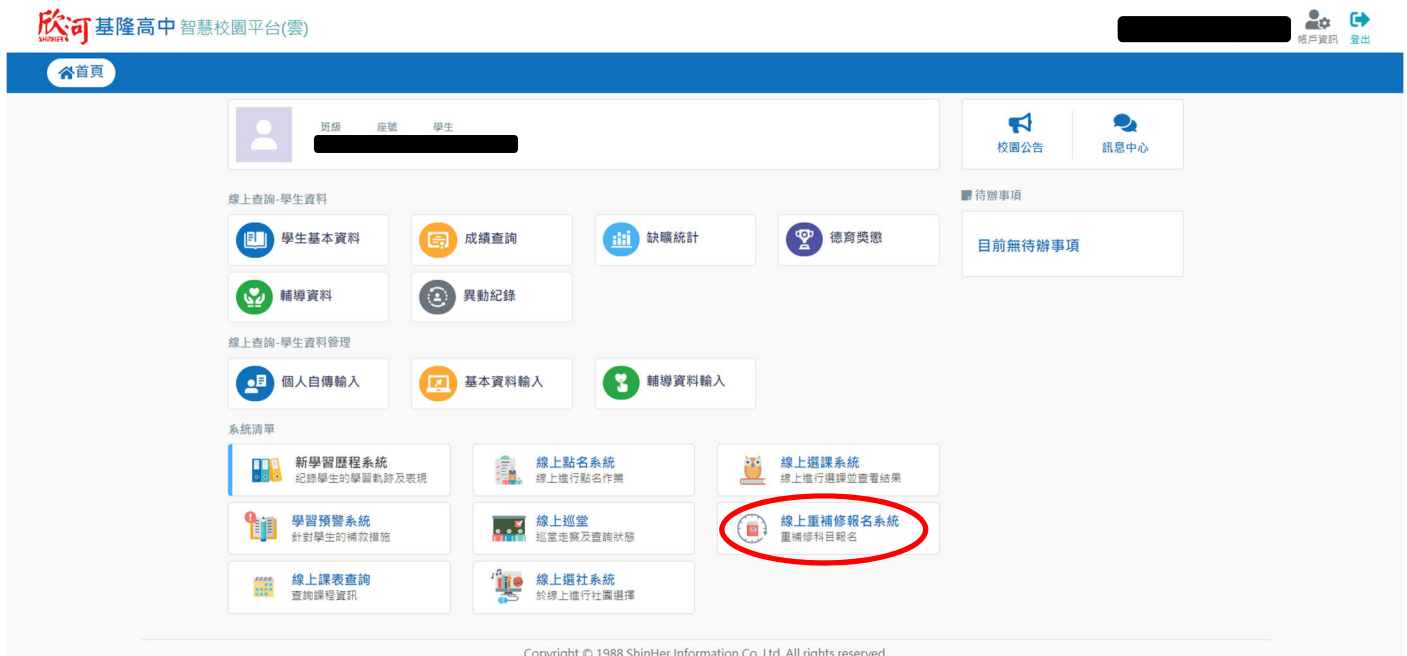 欣河 SHINHER 基隆高中 智慧校園平台(雲)
帳戶資訊 登出
首頁
班級 座號 學生
校園公告 訊息中心
線上查詢-學生資料
學生基本資料 成績查詢 缺曠統計 德育獎懲
輔導資料 異動紀錄
待辦事項
目前無待辦事項
線上查詢-學生資料管理
個人自傳輸入 基本資料輸入 輔導資料輸入
系統清單
新學習歷程系統
紀錄學生的學習軌跡及表現
線上點名系統
線上進行點名作業
線上選課系統
線上進行選課並查看結果
學習預警系統
針對學生的補救措施
線上巡堂
巡堂走察及查詢狀態
線上重補修報名系統
重補修科目報名
線上課表查詢
查詢課程資訊
線上選社系統
於線上進行社團選擇
Copyright © 1988 ShinHer Information Co. Ltd. All rights reserved.